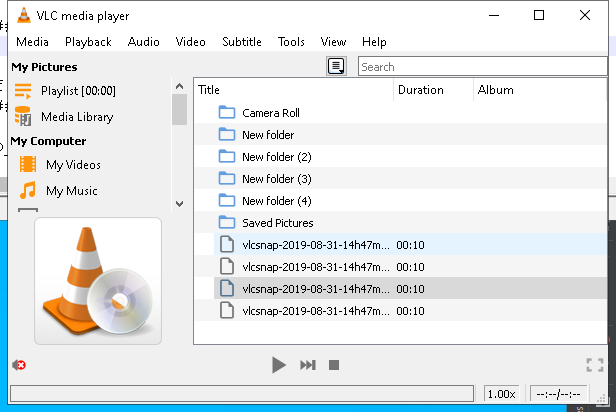 VLC media player
Media Playback Audio Video Subtitle Tools View Help
My Pictures
Search
Playlist [00:00]
Media Library
My Computer
My Videos
My Music
Title Duration Album
Camera Roll
New folder
New folder (2)
New folder (3)
New folder (4)
Saved Pictures
vlcsnap-2019-08-31-14h47m... 00:10
vlcsnap-2019-08-31-14h47m... 00:10
vlcsnap-2019-08-31-14h47m... 00:10
vlcsnap-2019-08-31-14h47m... 00:10
1.00x --:--/--:--